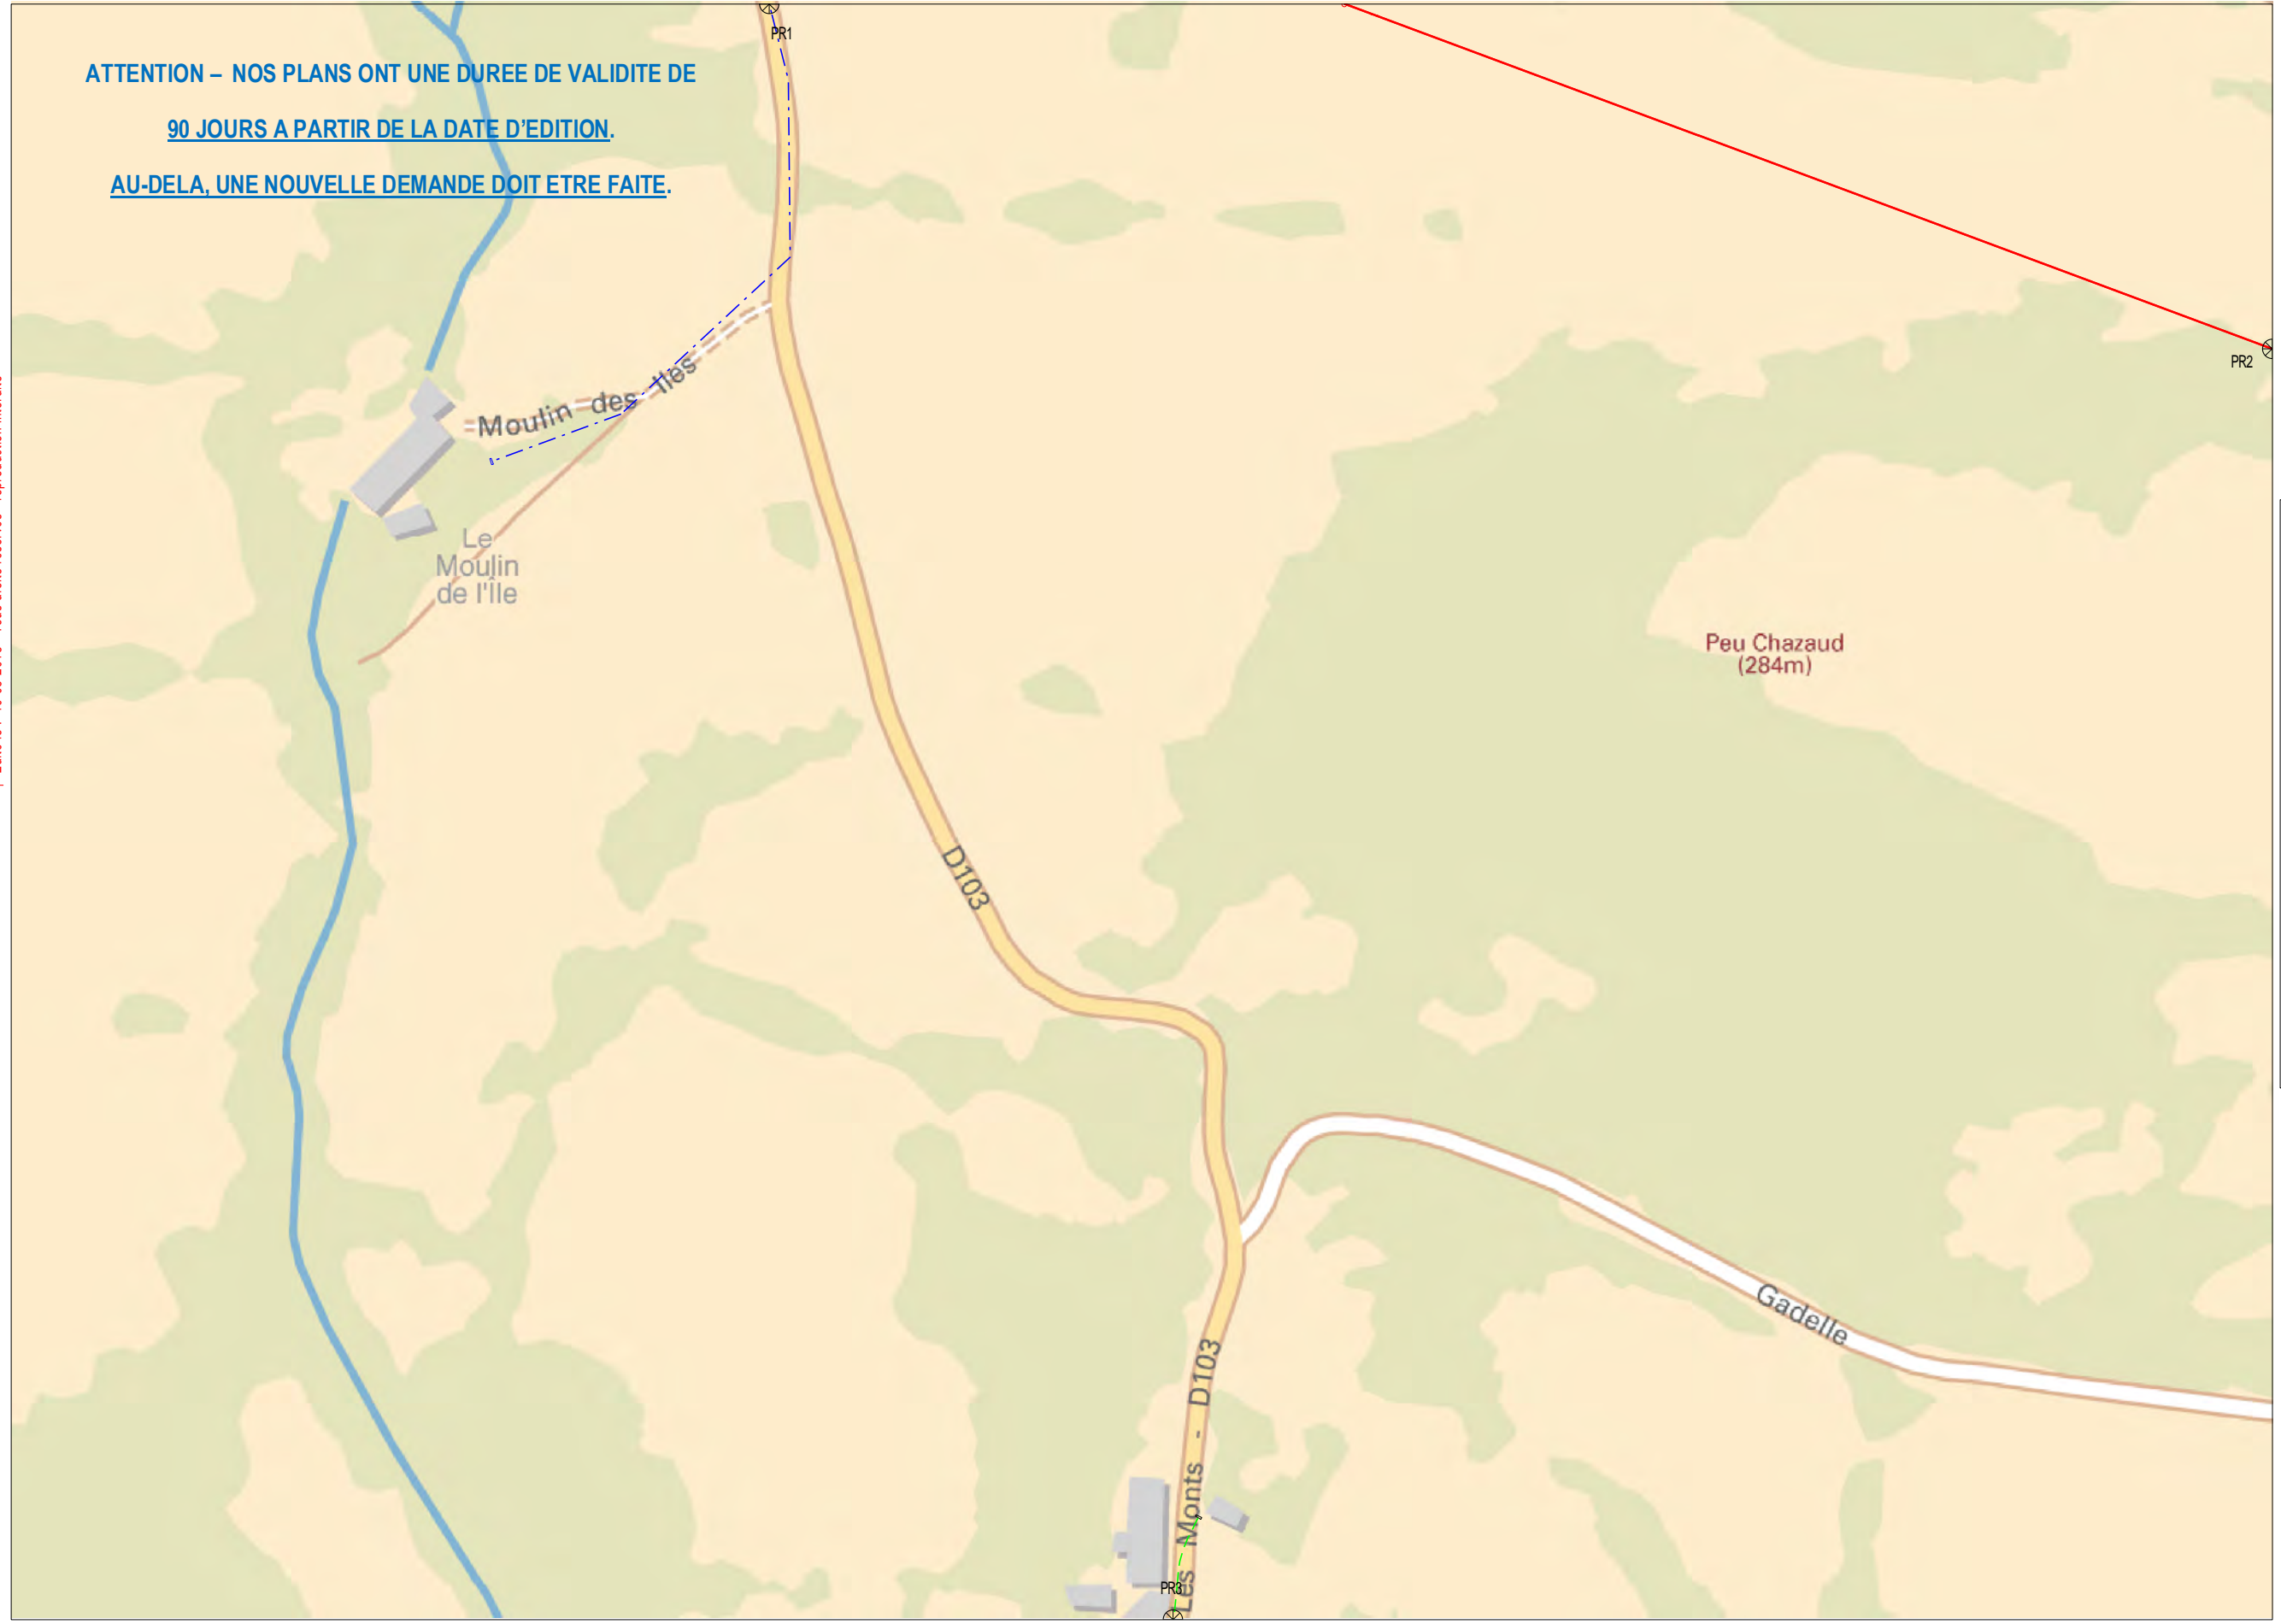 PR1
ATTENTION – NOS PLANS ONT UNE DUREE DE VALIDITE DE
90 JOURS A PARTIR DE LA DATE D'EDITION.
AU-DELA, UNE NOUVELLE DEMANDE DOIT ETRE FAITE.
PR2
Moulin des Iles
Le
Moulin
de l'Île
Peu Chazaud
(284m)
D103
Gadelle
Les Monts - D103
PR3